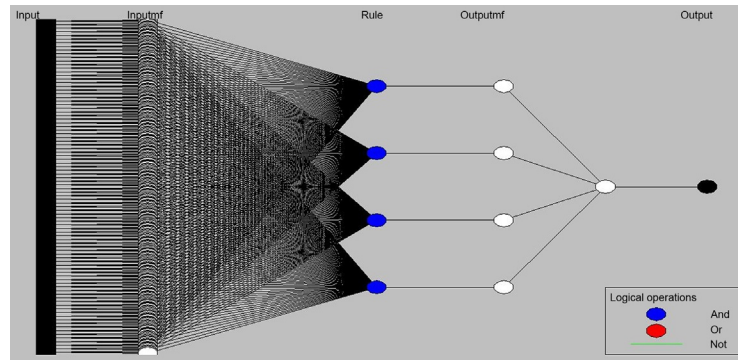 Input Inputmf Rule Outputmf Output
Logical operations
And
Or
Not